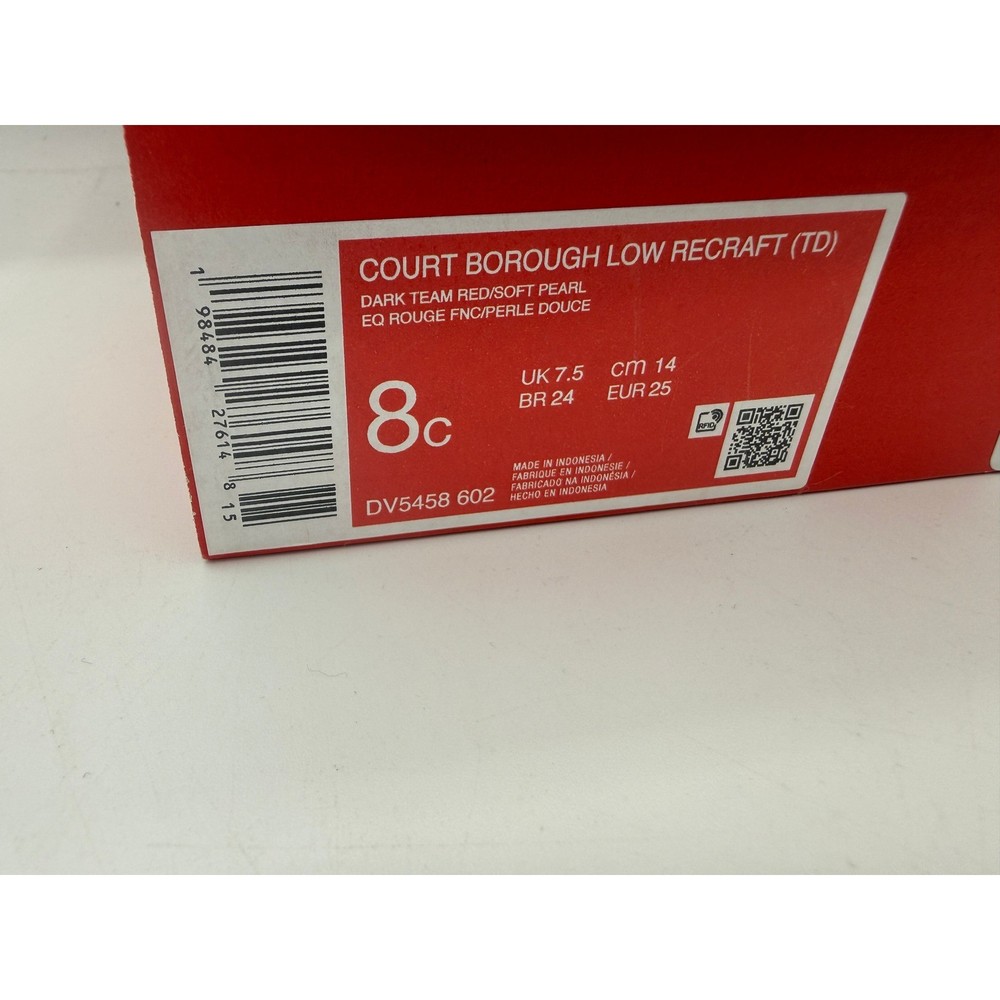 COURT BOROUGH LOW RECRAFT (TD)
DARK TEAM RED/SOFT PEARL
EQ ROUGE FNC/PERLE DOUCE
8C
UK 7.5 cm 14
BR 24 EUR 25
RFID
DV5458 602
MADE IN INDONESIA /
FABRIQUE EN INDONESIE /
FABRICADO NA INDONÉSIA /
HECHO EN INDONESIA
1 98484 27614 8 15